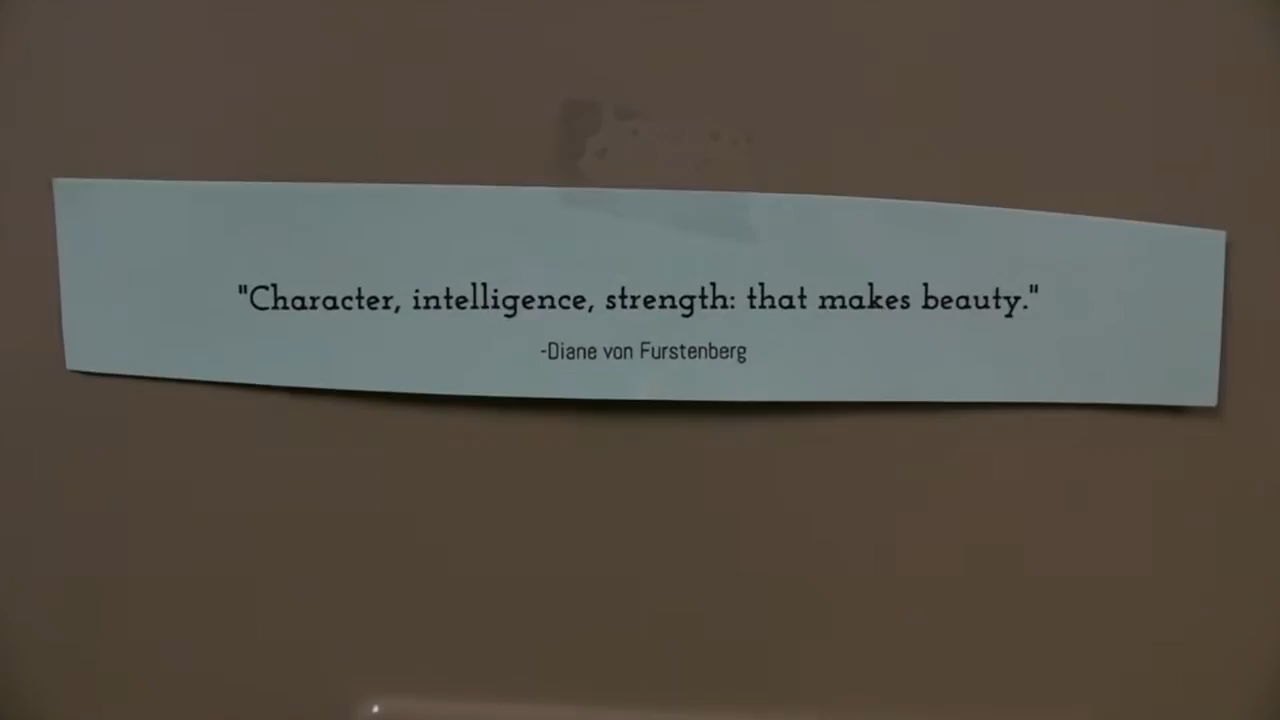 "Character, intelligence, strength: that makes beauty."
-Diane von Furstenberg